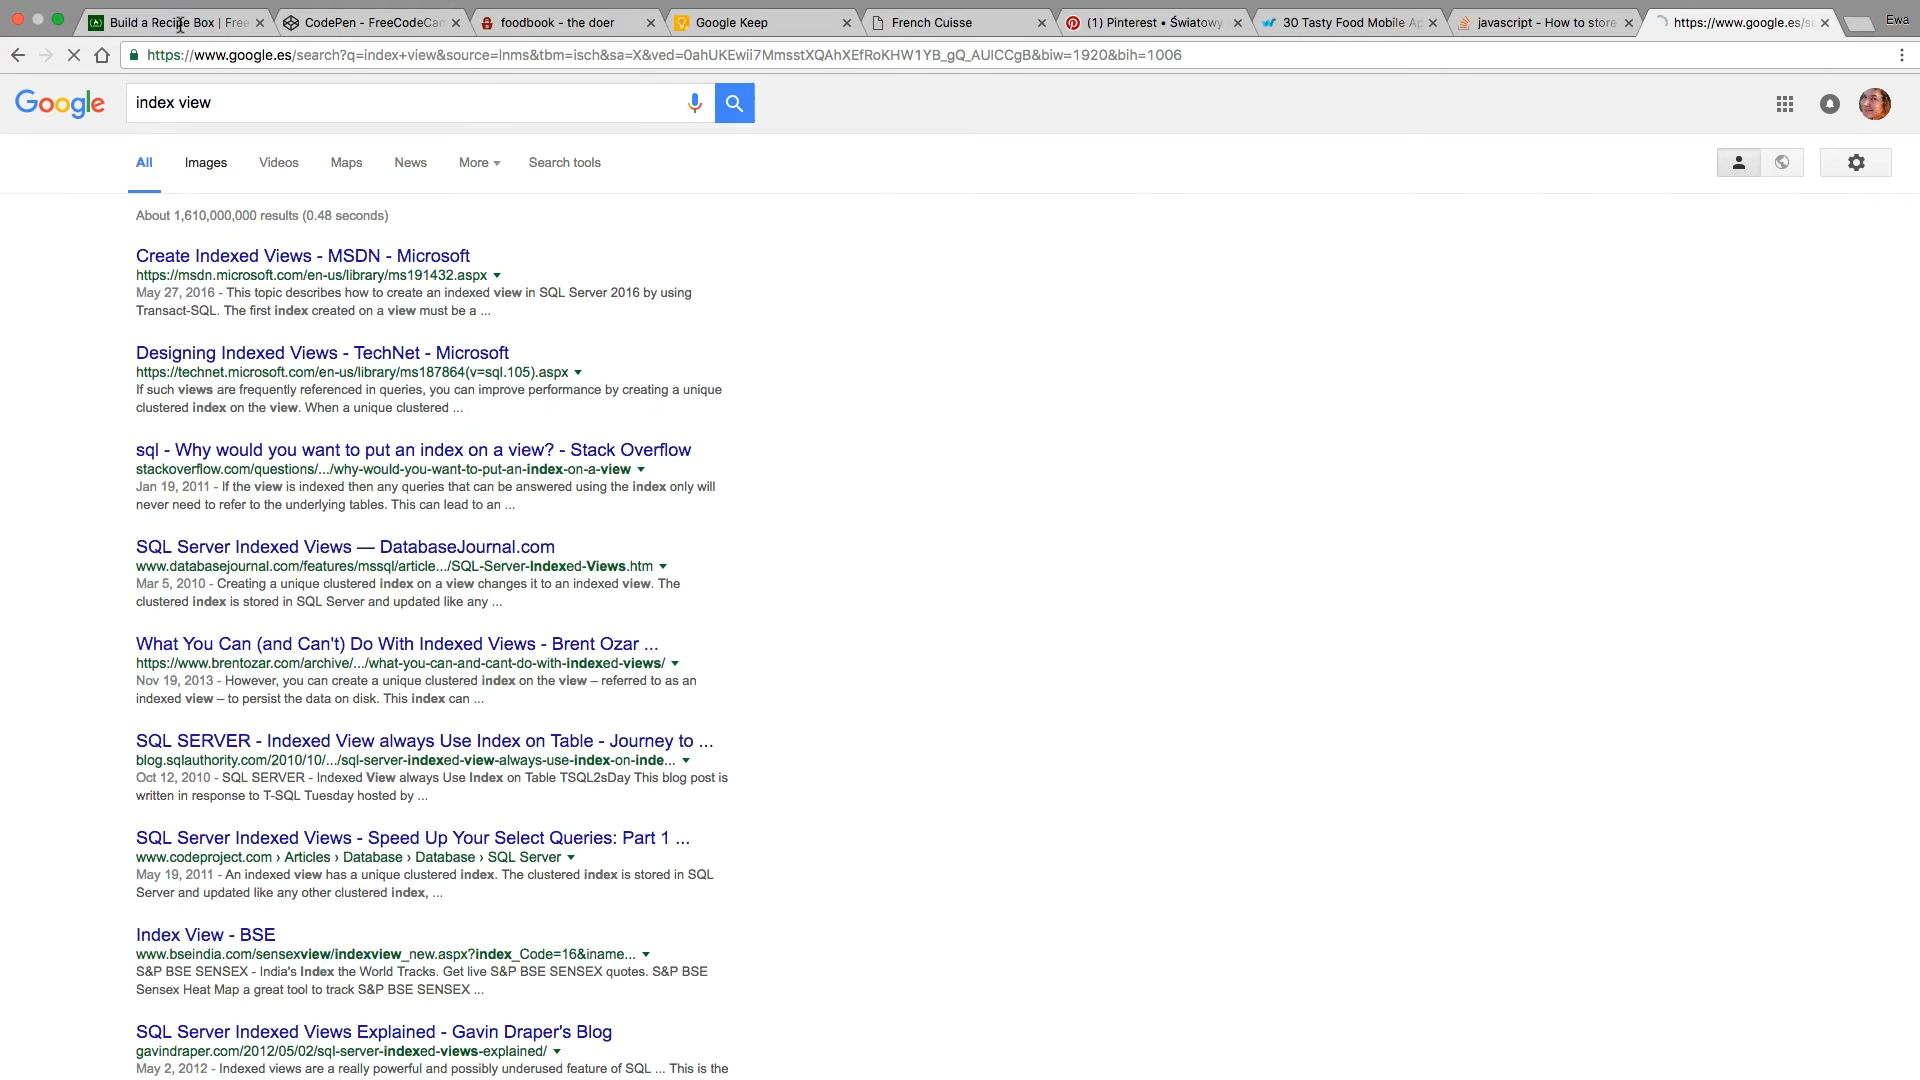 Build a Recipe Box | Free
CodePen - FreeCodeCam
foodbook - the doer
Google Keep
French Cuisse
(1) Pinterest • Światowy
30 Tasty Food Mobile Ap
javascript - How to store
https://www.google.es/se
Ewa
https://www.google.es/search?q=index+view&source=lnms&tbm=isch&sa=X&ved=0ahUKEwii7MmsstXQAhXEfRoKHW1YB_gQ_AUICCgB&biw=1920&bih=1006
Google
index view
All Images Videos Maps News More Search tools
About 1,610,000,000 results (0.48 seconds)
Create Indexed Views - MSDN - Microsoft
https://msdn.microsoft.com/en-us/library/ms191432.aspx
May 27, 2016 - This topic describes how to create an indexed view in SQL Server 2016 by using
Transact-SQL. The first index created on a view must be a ...
Designing Indexed Views - TechNet - Microsoft
https://technet.microsoft.com/en-us/library/ms187864(v=sql.105).aspx
If such views are frequently referenced in queries, you can improve performance by creating a unique
clustered index on the view. When a unique clustered ...
sql - Why would you want to put an index on a view? - Stack Overflow
stackoverflow.com/questions/.../why-would-you-want-to-put-an-index-on-a-view
Jan 19, 2011 - If the view is indexed then any queries that can be answered using the index only will
never need to refer to the underlying tables. This can lead to an ...
SQL Server Indexed Views — DatabaseJournal.com
www.databasejournal.com/features/mssql/article.../SQL-Server-Indexed-Views.htm
Mar 5, 2010 - Creating a unique clustered index on a view changes it to an indexed view. The
clustered index is stored in SQL Server and updated like any ...
What You Can (and Can't) Do With Indexed Views - Brent Ozar ...
https://www.brentozar.com/archive/.../what-you-can-and-cant-do-with-indexed-views/
Nov 19, 2013 - However, you can create a unique clustered index on the view – referred to as an
indexed view – to persist the data on disk. This index can ...
SQL SERVER - Indexed View always Use Index on Table - Journey to ...
blog.sqlauthority.com/2010/10/.../sql-server-indexed-view-always-use-index-on-inde...
Oct 12, 2010 - SQL SERVER - Indexed View always Use Index on Table TSQL2sDay This blog post is
written in response to T-SQL Tuesday hosted by ...
SQL Server Indexed Views - Speed Up Your Select Queries: Part 1 ...
www.codeproject.com › Articles › Database › Database › SQL Server
May 19, 2011 - An indexed view has a unique clustered index. The clustered index is stored in SQL
Server and updated like any other clustered index, ...
Index View - BSE
www.bseindia.com/sensexview/indexview_new.aspx?index_Code=16&iname...
S&P BSE SENSEX - India's Index the World Tracks. Get live S&P BSE SENSEX quotes. S&P BSE
Sensex Heat Map a great tool to track S&P BSE SENSEX ...
SQL Server Indexed Views Explained - Gavin Draper's Blog
gavindraper.com/2012/05/02/sql-server-indexed-views-explained/
May 2, 2012 - Indexed views are a really powerful and possibly underused feature of SQL ... This is the